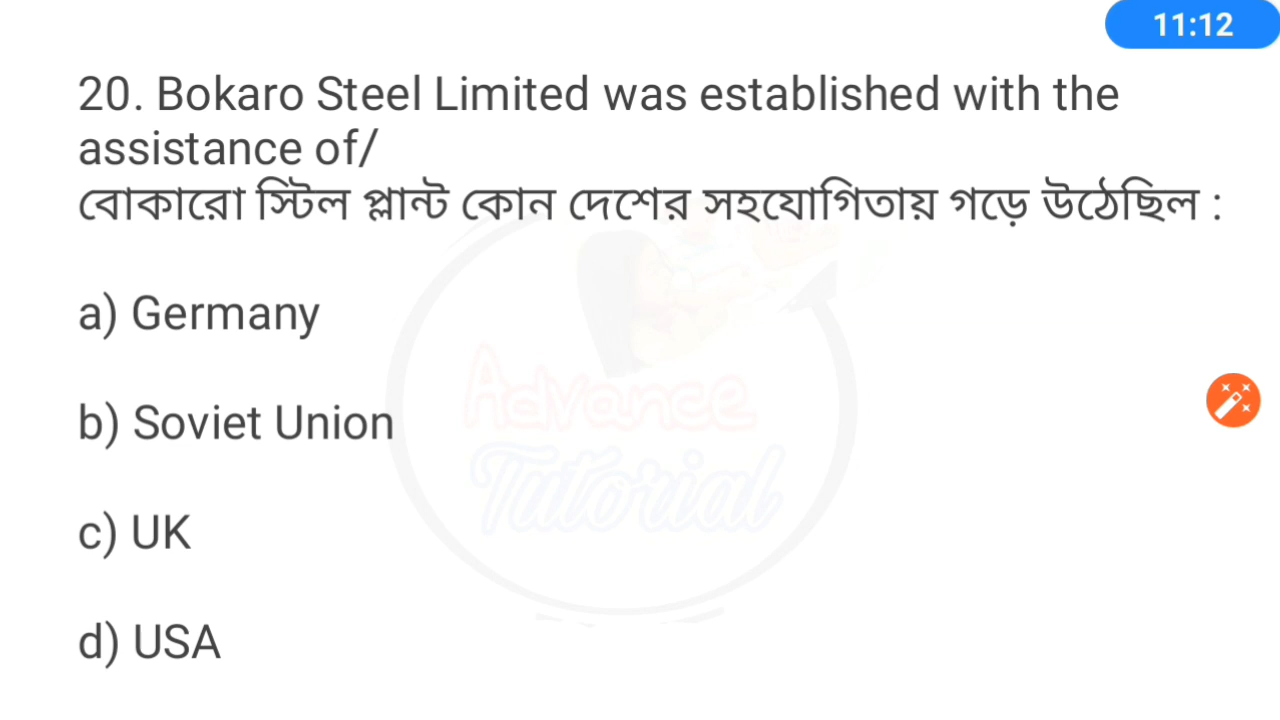 11:12
20. Bokaro Steel Limited was established with the
assistance of/
বোকারো স্টিল প্লান্ট কোন দেশের সহযোগিতায় গড়ে উঠেছিল :
a) Germany
b) Soviet Union
Advance
Tutorial
c) UK
d) USA